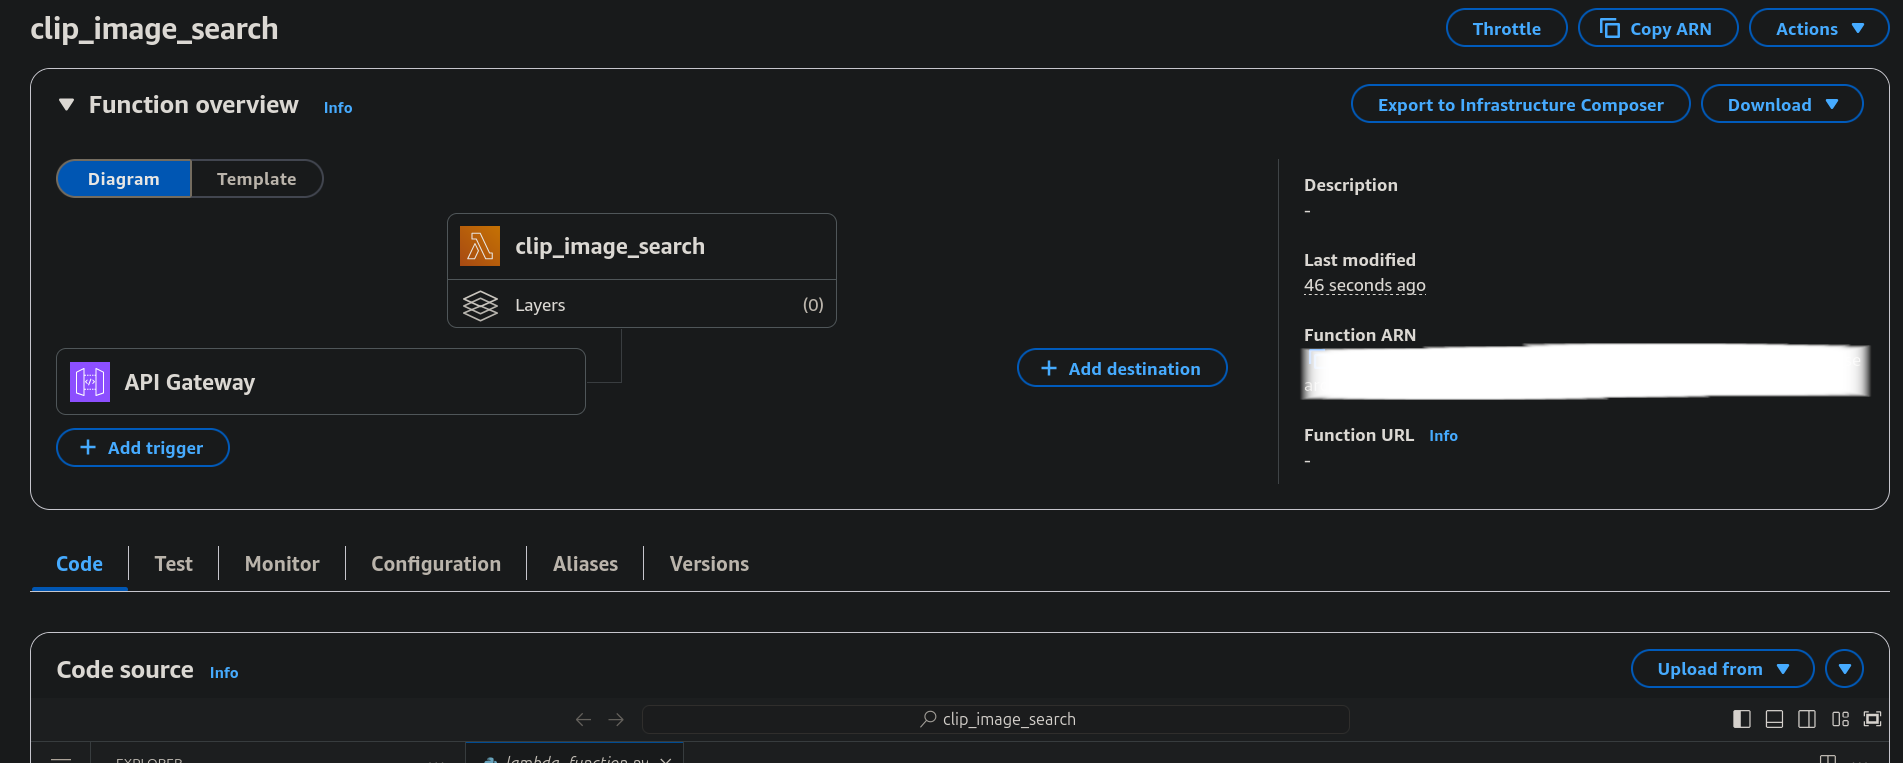 clip_image_search
Throttle
Copy ARN
Actions
Function overview Info
Export to Infrastructure Composer
Download
Diagram
Template
clip_image_search
Layers
(0)
API Gateway
+ Add trigger
+ Add destination
Description
-
Last modified
46 seconds ago
Function ARN
Function URL Info
-
Code
Test
Monitor
Configuration
Aliases
Versions
Code source Info
Upload from
clip_image_search
EXPLORER
lambda_function.py